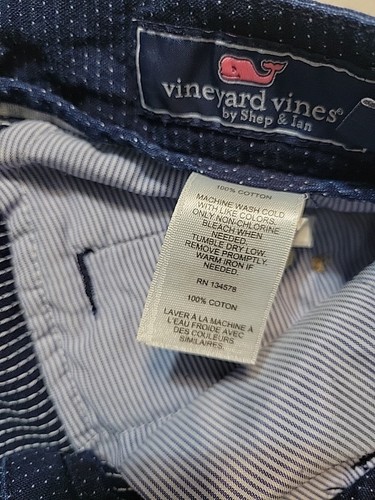 vineyard vines®
by Shep & Ian
100% COTTON
MACHINE WASH COLD
WITH LIKE COLORS.
ONLY NON-CHLORINE
BLEACH WHEN
NEEDED.
TUMBLE DRY LOW.
REMOVE PROMPTLY.
WARM IRON IF
NEEDED.
RN 134578
100% COTON
LAVER À LA MACHINE À
L'EAU FROIDE AVEC
DES COULEURS
SIMILAIRES.